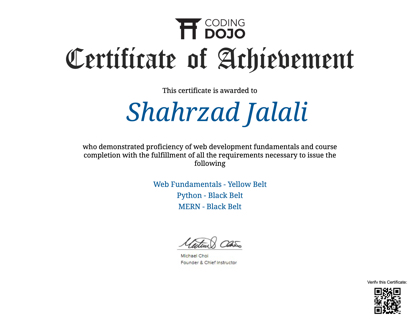 CODING
DOJO
Certificate of Achievement
This certificate is awarded to
Shahrzad Jalali
who demonstrated proficiency of web development fundamentals and course
completion with the fulfillment of all the requirements necessary to issue the
following
Web Fundamentals - Yellow Belt
Python - Black Belt
MERN - Black Belt
Michael Choi
Founder & Chief Instructor
Verify this Certificate: